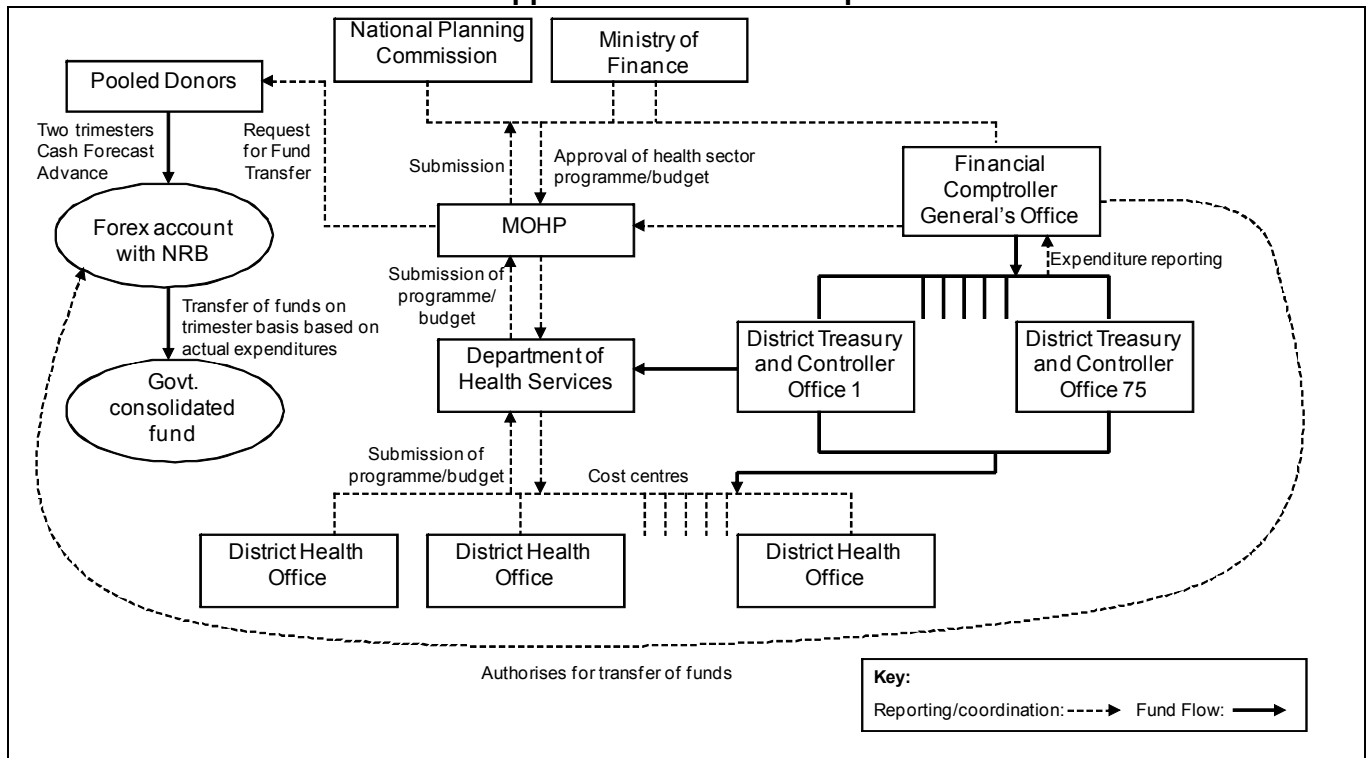 National Planning
Commission
Ministry of
Finance
Pooled Donors
Two trimesters
Cash Forecast
Advance
Request
for Fund
Transfer
Submission
Approval of health sector
programme/budget
Financial
Comptroller
General's Office
Forex account
with NRB
MOHP
Expenditure reporting
Submission of
programme/
budget
Transfer of funds on
trimester basis based on
actual expenditures
District Treasury
and Controller
Office 1
District Treasury
and Controller
Office 75
Department of
Health Services
Govt.
consolidated
fund
Submission of
programme/budget
Cost centres
District Health
Office
District Health
Office
District Health
Office
Authorises for transfer of funds
Key:
Reporting/coordination: Fund Flow: